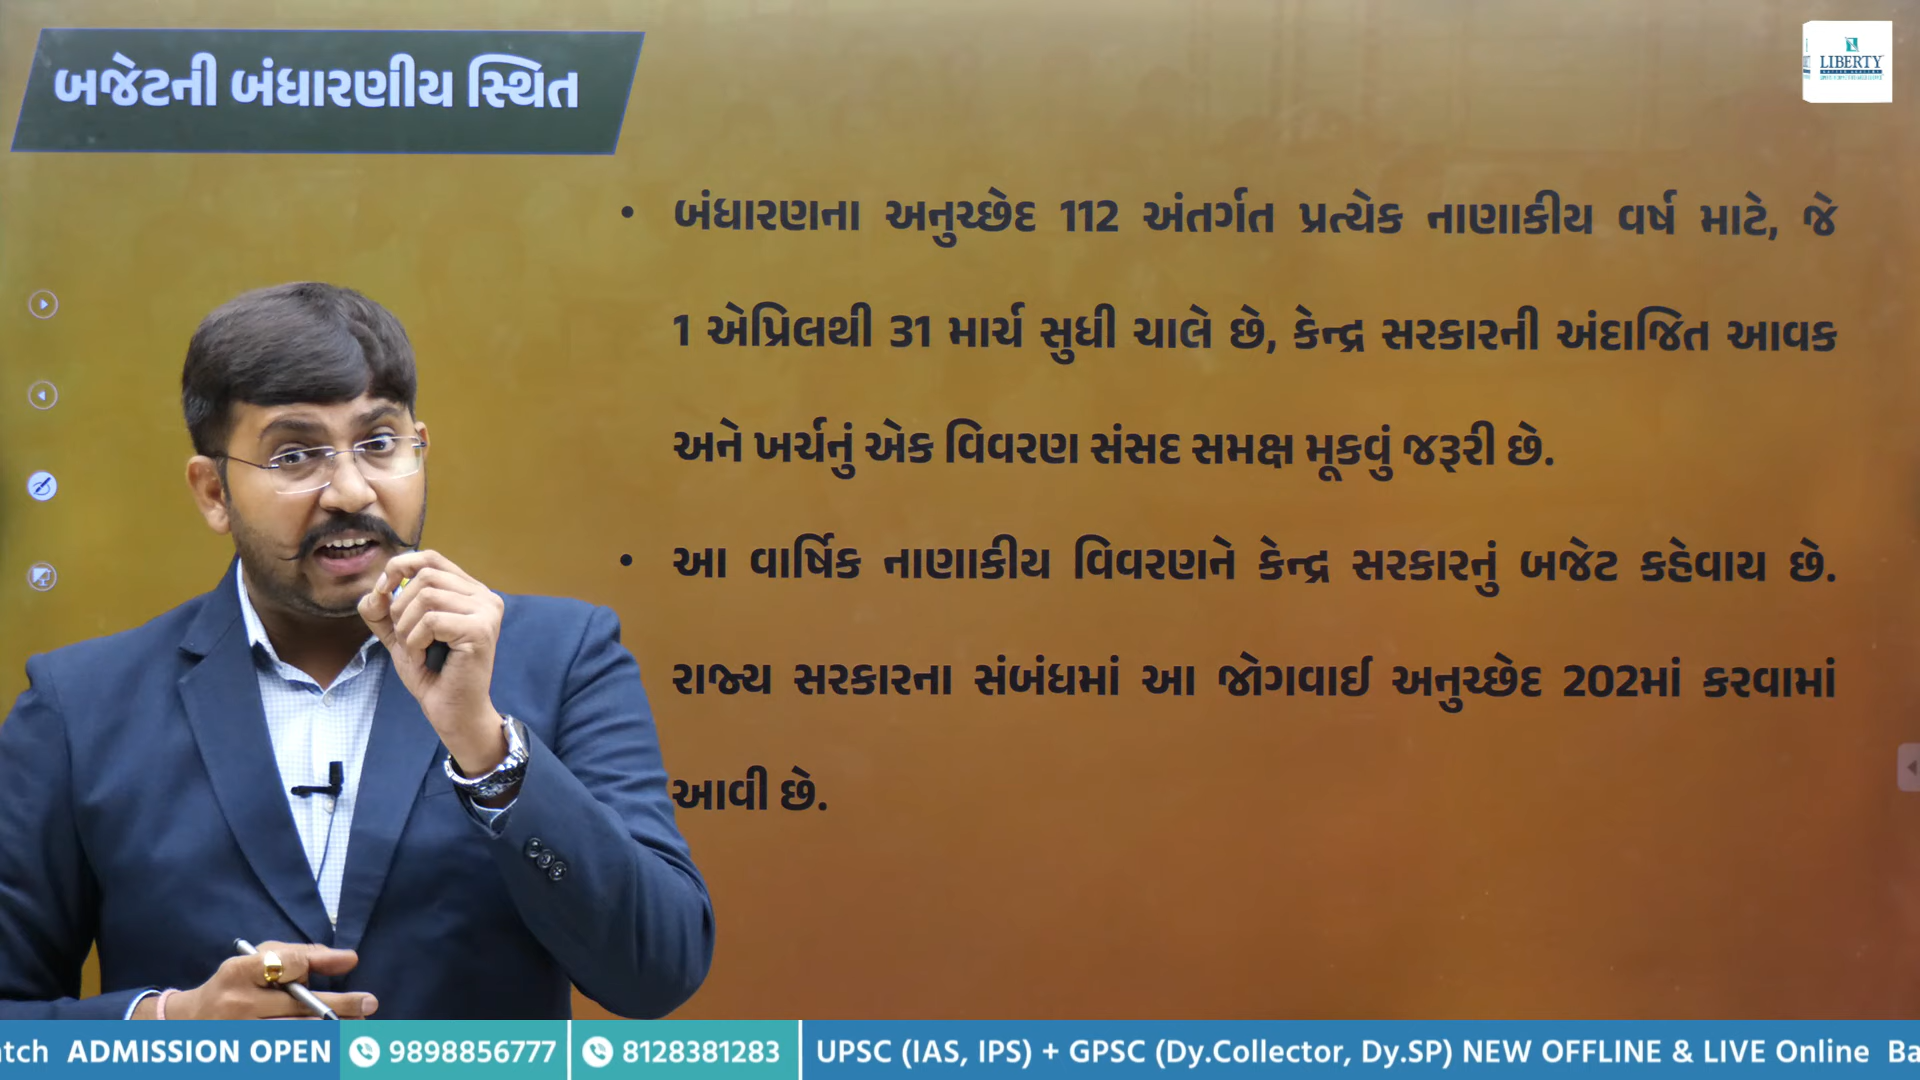 બજેટની બંધારણીય સ્થિત
LIBERTY
• બંધારણના અનુચ્છેદ 112 અંતર્ગત પ્રત્યેક નાણાકીય વર્ષ માટે, જે
1 એપ્રિલથી 31 માર્ચ સુધી ચાલે છે, કેન્દ્ર સરકારની અંદાજિત આવક
અને ખર્ચનું એક વિવરણ સંસદ સમક્ષ મૂકવું જરૂરી છે.
• આ વાર્ષિક નાણાકીય વિવરણને કેન્દ્ર સરકારનું બજેટ કહેવાય છે.
રાજ્ય સરકારના સંબંધમાં આ જોગવાઈ અનુચ્છેદ 202માં કરવામાં
આવી છે.
atch ADMISSION OPEN 9898856777 8128381283 UPSC (IAS, IPS) + GPSC (Dy.Collector, Dy.SP) NEW OFFLINE & LIVE Online Ba